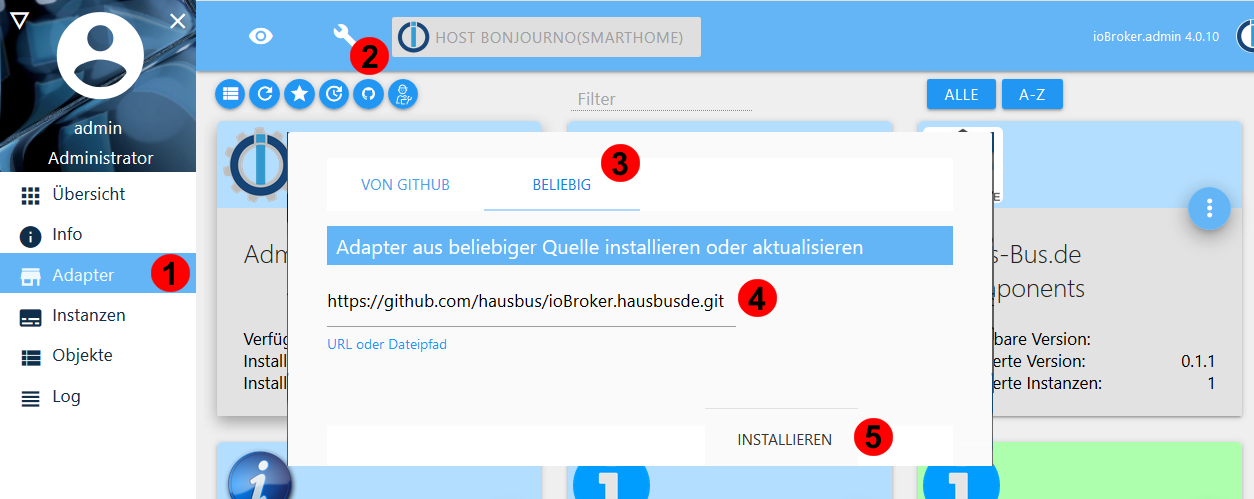 HOST BONJOURNO(SMARTHOME)
ioBroker.admin 4.0.10
2
Filter
ALLE
A-Z
admin
Administrator
Übersicht
Info
Adapter
1
Instanzen
Objekte
Log
VON GITHUB
BELIEBIG
3
Adapter aus beliebiger Quelle installieren oder aktualisieren
https://github.com/hausbus/ioBroker.hausbusde.git
4
URL oder Dateipfad
INSTALLIEREN
5
Adm
Verfüg
Install
Install
E
s-Bus.de
ponents
bare Version:
erte Version: 0.1.1
erte Instanzen: 1